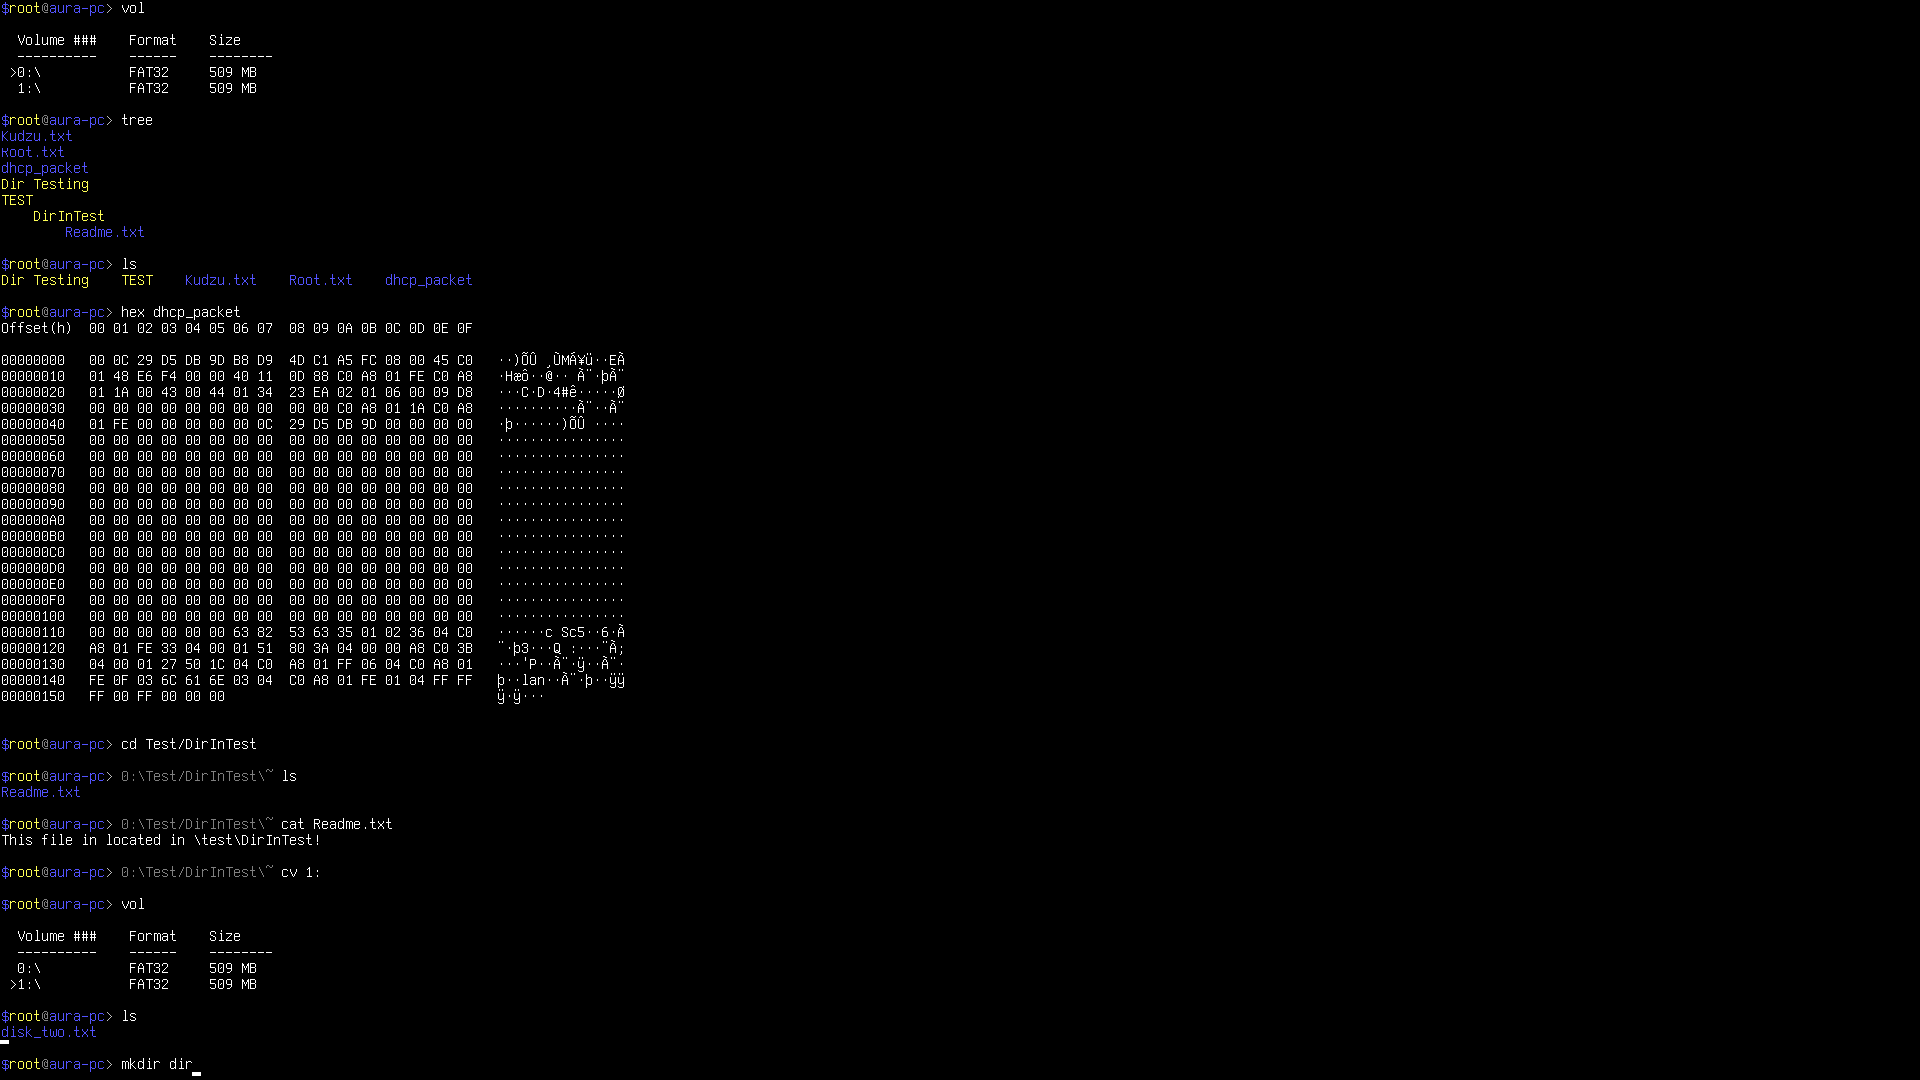 $root@aura-pc> vol
Volume ###    Format    Size
----------    ------    --------
>0:\    FAT32    509 MB
1:\    FAT32    509 MB
$root@aura-pc> tree
Kudzu.txt
Root.txt
dhcp_packet
Dir Testing
TEST
DirInTest
Readme.txt
$root@aura-pc> ls
Dir Testing    TEST    Kudzu.txt    Root.txt    dhcp_packet
$root@aura-pc> hex dhcp_packet
Offset(h)  00 01 02 03 04 05 06 07  08 09 0A 0B 0C 0D 0E 0F
00000000   00 0C 29 D5 DB 9D B8 D9  4D C1 A5 FC 08 00 45 C0   ··)ÕÛ ¸ÙMÁ¥ü··EÀ
00000010   01 48 E6 F4 00 00 40 11  0D 88 C0 A8 01 FE C0 A8   ·Hæô··@·· À¨·þÀ¨
00000020   01 1A 00 43 00 44 01 34  23 EA 02 01 06 00 09 D8   ···C·D·4#ê·····Ø
00000030   00 00 00 00 00 00 00 00  00 00 C0 A8 01 1A C0 A8   ··········À¨··À¨
00000040   01 FE 00 00 00 00 00 0C  29 D5 DB 9D 00 00 00 00   ·þ······)ÕÛ ····
00000050   00 00 00 00 00 00 00 00  00 00 00 00 00 00 00 00   ················
00000060   00 00 00 00 00 00 00 00  00 00 00 00 00 00 00 00   ················
00000070   00 00 00 00 00 00 00 00  00 00 00 00 00 00 00 00   ················
00000080   00 00 00 00 00 00 00 00  00 00 00 00 00 00 00 00   ················
00000090   00 00 00 00 00 00 00 00  00 00 00 00 00 00 00 00   ················
000000A0   00 00 00 00 00 00 00 00  00 00 00 00 00 00 00 00   ················
000000B0   00 00 00 00 00 00 00 00  00 00 00 00 00 00 00 00   ················
000000C0   00 00 00 00 00 00 00 00  00 00 00 00 00 00 00 00   ················
000000D0   00 00 00 00 00 00 00 00  00 00 00 00 00 00 00 00   ················
000000E0   00 00 00 00 00 00 00 00  00 00 00 00 00 00 00 00   ················
000000F0   00 00 00 00 00 00 00 00  00 00 00 00 00 00 00 00   ················
00000100   00 00 00 00 00 00 00 00  00 00 00 00 00 00 00 00   ················
00000110   00 00 00 00 00 00 63 82  53 63 35 01 02 36 04 C0   ······c Sc5··6·À
00000120   A8 01 FE 33 04 00 01 51  80 3A 04 00 00 A8 C0 3B   ¨·þ3···Q :···¨À;
00000130   04 00 01 27 50 1C 04 C0  A8 01 FF 06 04 C0 A8 01   ···'P··À¨·ÿ··À¨·
00000140   FE 0F 03 6C 61 6E 03 04  C0 A8 01 FE 01 04 FF FF   þ··lan··À¨·þ··ÿÿ
00000150   FF 00 FF 00 00 00   ÿ·ÿ···
$root@aura-pc> cd Test/DirInTest
$root@aura-pc> 0:\Test/DirInTest\~ ls
Readme.txt
$root@aura-pc> 0:\Test/DirInTest\~ cat Readme.txt
This file in located in \test\DirInTest!
$root@aura-pc> 0:\Test/DirInTest\~ cv 1:
$root@aura-pc> vol
Volume ###    Format    Size
----------    ------    --------
0:\    FAT32    509 MB
>1:\    FAT32    509 MB
$root@aura-pc> ls
disk_two.txt
$root@aura-pc> mkdir dir_